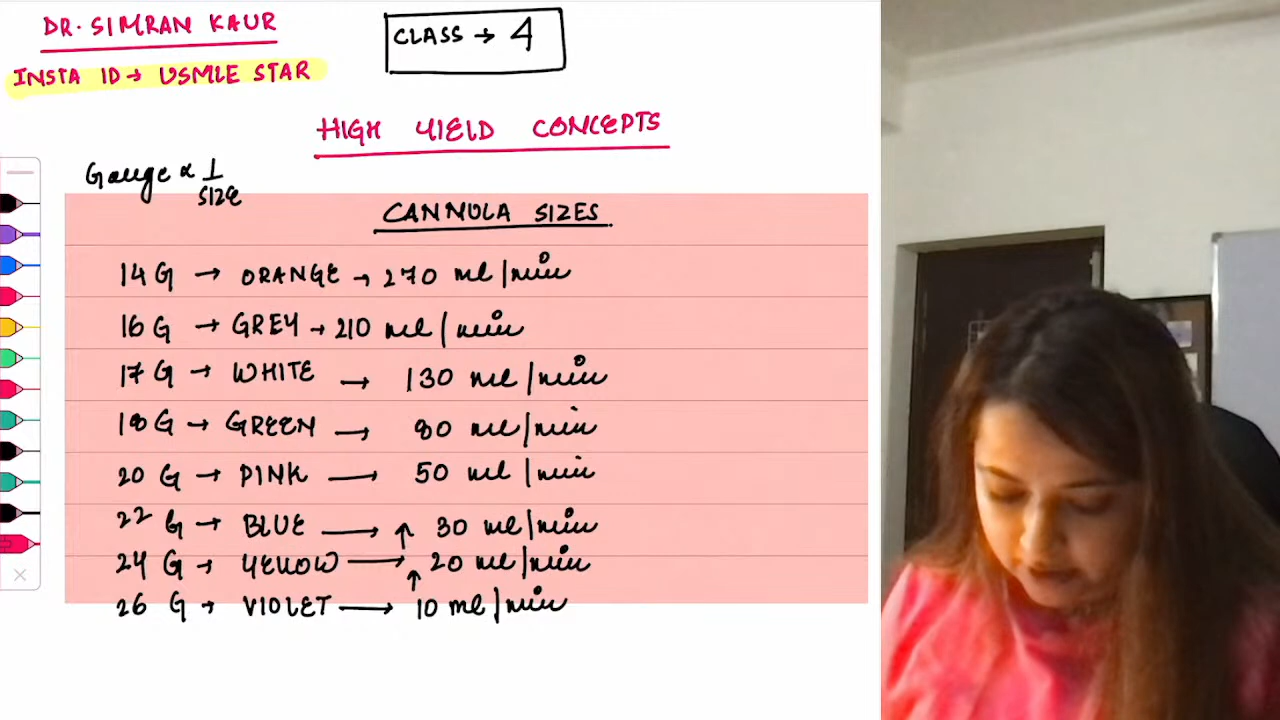 DR. SIMRAN KAUR
INSTA ID → USMLE STAR
CLASS → 4
HIGH YIELD CONCEPTS
Gauge ∝ 1/SIZE
CANNULA SIZES
14 G → ORANGE → 270 ml/min
16 G → GREY → 210 ml/min
17 G → WHITE → 130 ml/min
18 G → GREEN → 90 ml/min
20 G → PINK → 50 ml/min
22 G → BLUE → ↑ 30 ml/min
24 G → YELLOW → ↑ 20 ml/min
26 G → VIOLET → 10 ml/min